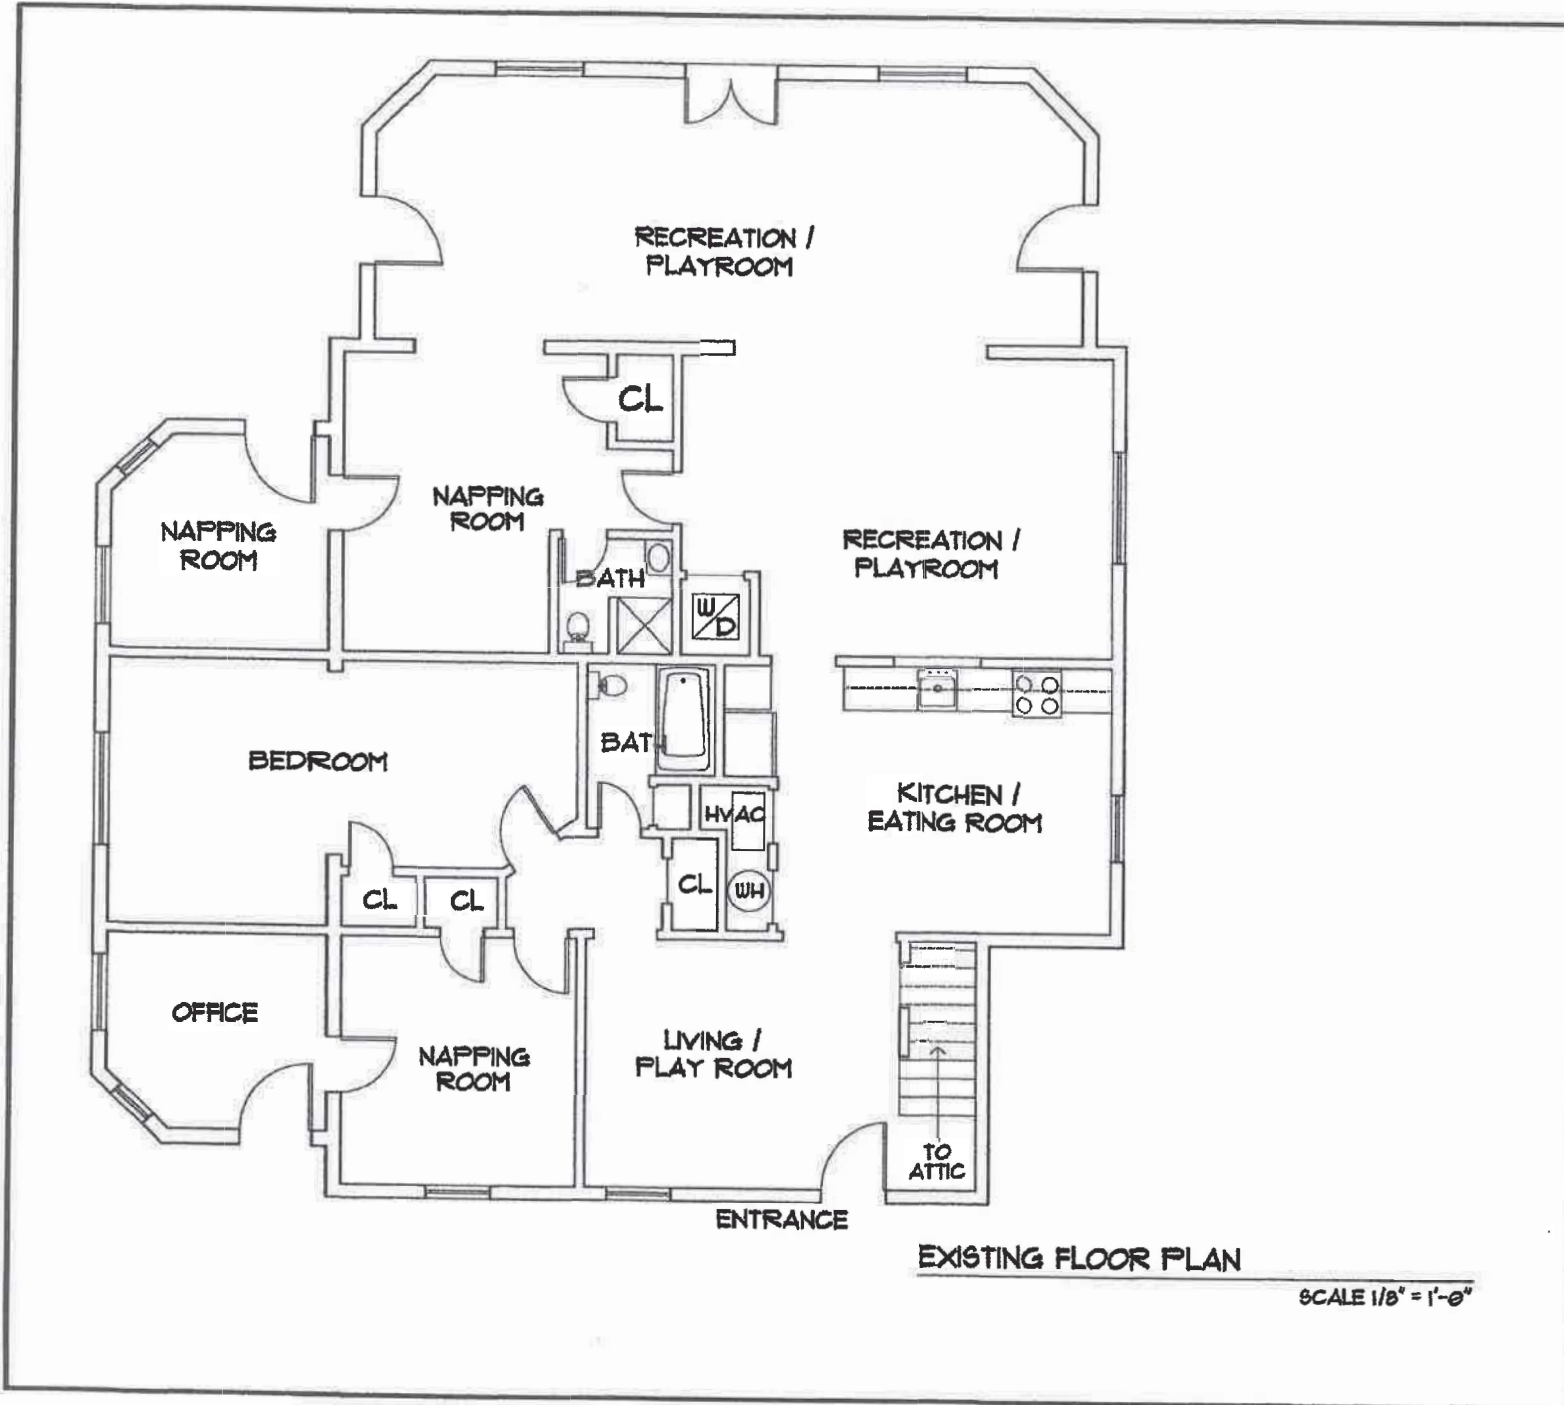 RECREATION /
PLAYROOM
CL
NAPPING
ROOM
NAPPING
ROOM
RECREATION /
PLAYROOM
BATH
W/D
BEDROOM
BAT
KITCHEN /
EATING ROOM
HVAC
CL
CL
CL
WH
OFFICE
NAPPING
ROOM
LIVING /
PLAY ROOM
TO
ATTIC
ENTRANCE
EXISTING FLOOR PLAN
SCALE 1/8" = 1'-0"